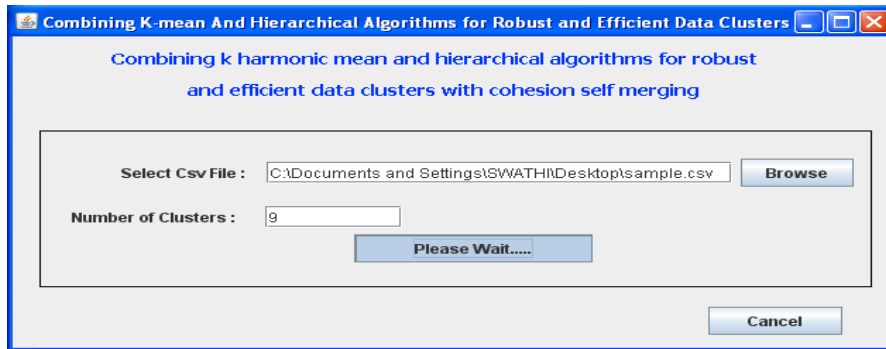 Combining K-mean And Hierarchical Algorithms for Robust and Efficient Data Clusters
Combining k harmonic mean and hierarchical algorithms for robust
and efficient data clusters with cohesion self merging
Select Csv File : C:\Documents and Settings\SWATHI\Desktop\sample.csv Browse
Number of Clusters : 9
Please Wait.....
Cancel